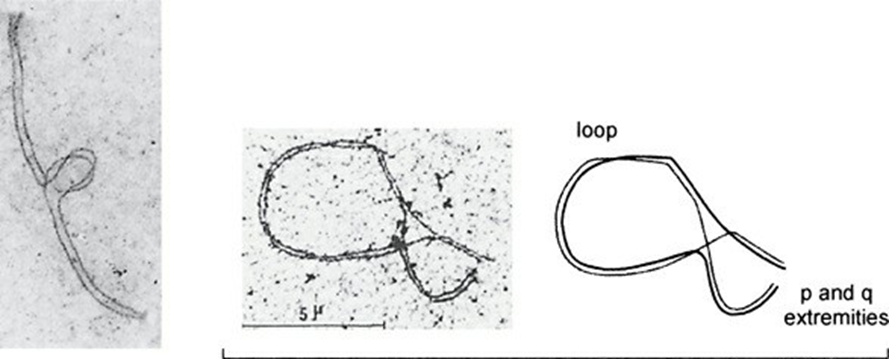 loop
5 μ
p and q
extremities